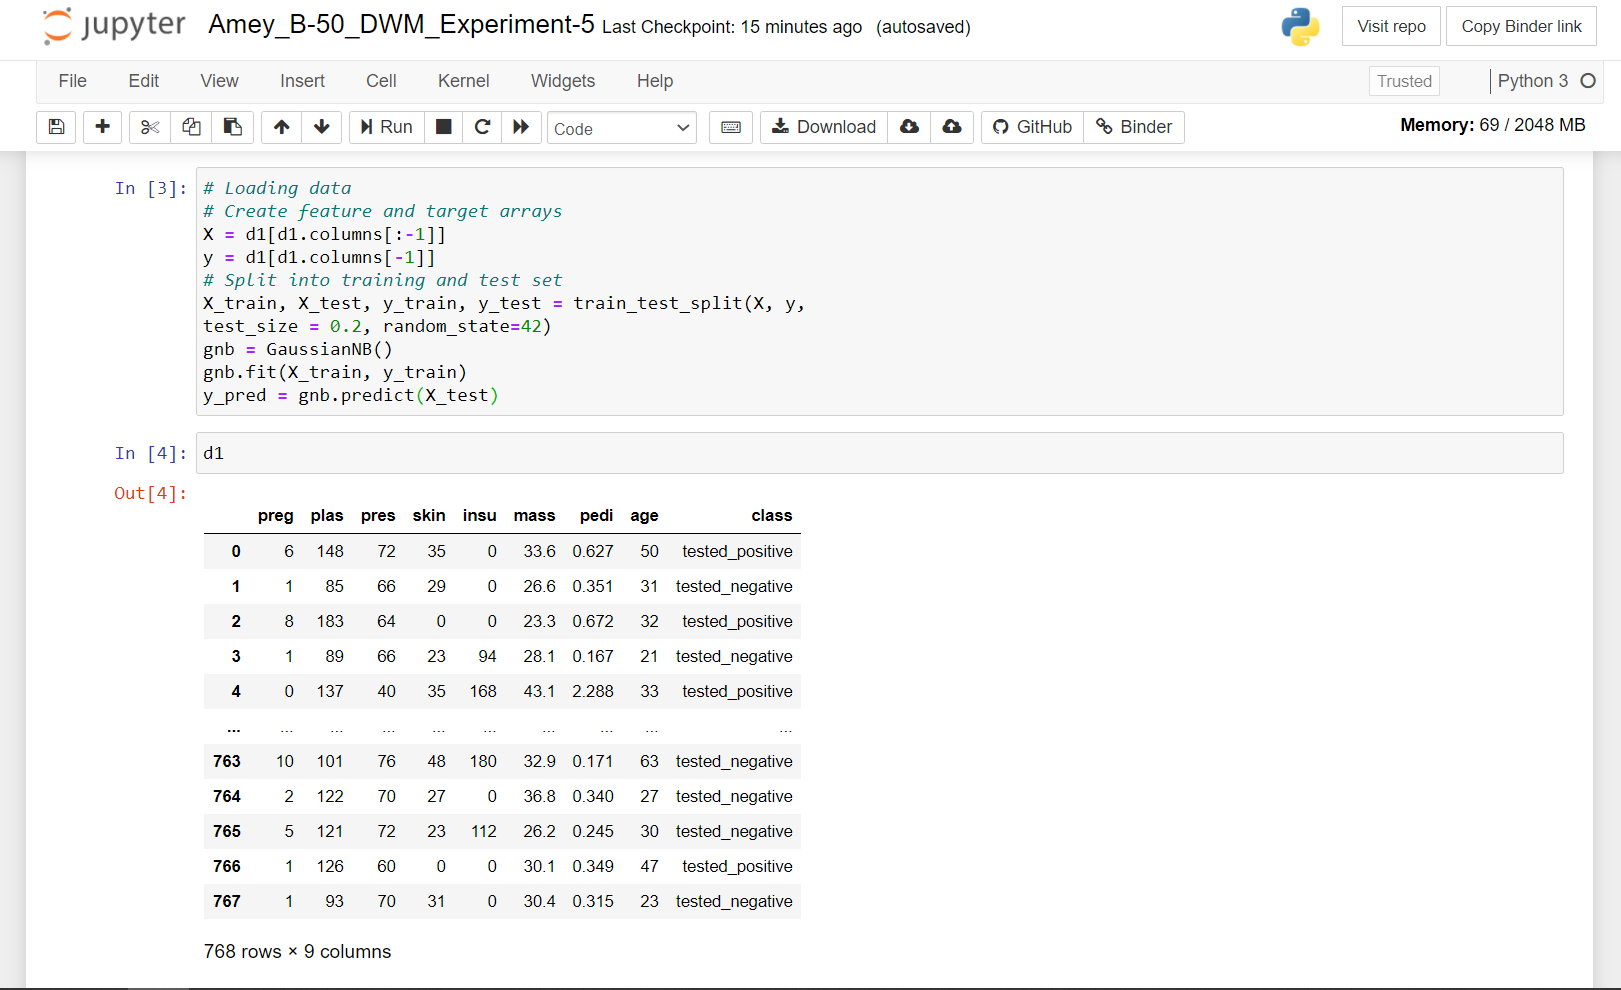 jupyter Amey_B-50_DWM_Experiment-5 Last Checkpoint: 15 minutes ago (autosaved) Visit repo Copy Binder link
File Edit View Insert Cell Kernel Widgets Help Trusted Python 3
Run Code Download GitHub Binder Memory: 69 / 2048 MB
In [3]: # Loading data
# Create feature and target arrays
X = d1[d1.columns[:-1]]
y = d1[d1.columns[-1]]
# Split into training and test set
X_train, X_test, y_train, y_test = train_test_split(X, y,
test_size = 0.2, random_state=42)
gnb = GaussianNB()
gnb.fit(X_train, y_train)
y_pred = gnb.predict(X_test)
In [4]: d1
Out[4]:
preg plas pres skin insu mass pedi age class
0 6 148 72 35 0 33.6 0.627 50 tested_positive
1 1 85 66 29 0 26.6 0.351 31 tested_negative
2 8 183 64 0 0 23.3 0.672 32 tested_positive
3 1 89 66 23 94 28.1 0.167 21 tested_negative
4 0 137 40 35 168 43.1 2.288 33 tested_positive
... ... ... ... ... ... ... ... ... ...
763 10 101 76 48 180 32.9 0.171 63 tested_negative
764 2 122 70 27 0 36.8 0.340 27 tested_negative
765 5 121 72 23 112 26.2 0.245 30 tested_negative
766 1 126 60 0 0 30.1 0.349 47 tested_positive
767 1 93 70 31 0 30.4 0.315 23 tested_negative
768 rows × 9 columns